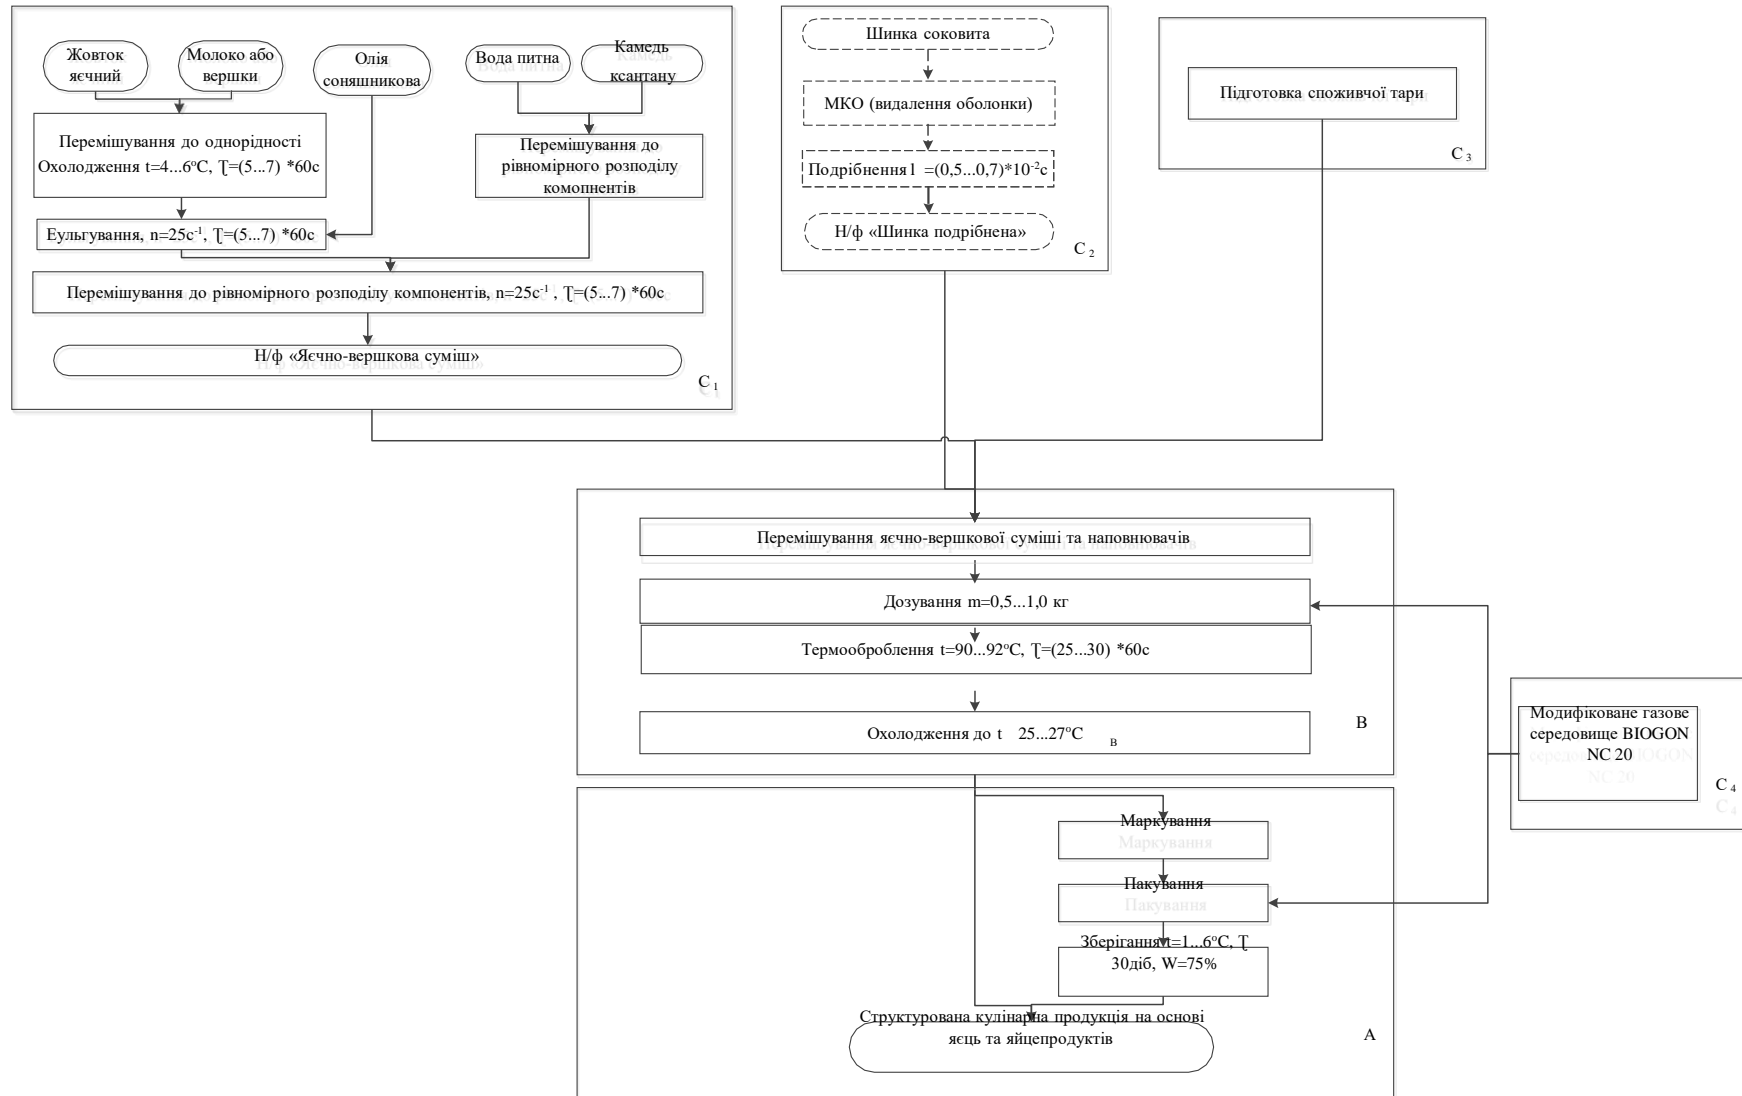 Жовток
яєчний
Молоко або
вершки
Олія
соняшникова
Вода питна
Камедь
ксантану
Перемішування до однорідності
Охолодження t=4...6°С, Ʈ=(5...7) *60с
Перемішування до
рівномірного розподілу
комопнентів
Еульгування, n=25с⁻¹, Ʈ=(5...7) *60с
Перемішування до рівномірного розподілу компонентів, n=25с⁻¹ , Ʈ=(5...7) *60с
Н/ф «Яєчно-вершкова суміш»
С 1
Шинка соковита
МКО (видалення оболонки)
Подрібнення l =(0,5...0,7)*10⁻²с
Н/ф «Шинка подрібнена»
С 2
Підготовка споживчої тари
С 3
Перемішування яєчно-вершкової суміші та наповнювачів
Дозування m=0,5...1,0 кг
Термооброблення t=90...92°С, Ʈ=(25...30) *60с
Охолодження до t 25...27°С
В
В
Модифіковане газове
середовище BIOGON
NC 20
С 4
Маркування
Пакування
Зберігання t=1...6°С, Ʈ
30діб, W=75%
Структурована кулінарна продукція на основі
яєць та яйцепродуктів
А